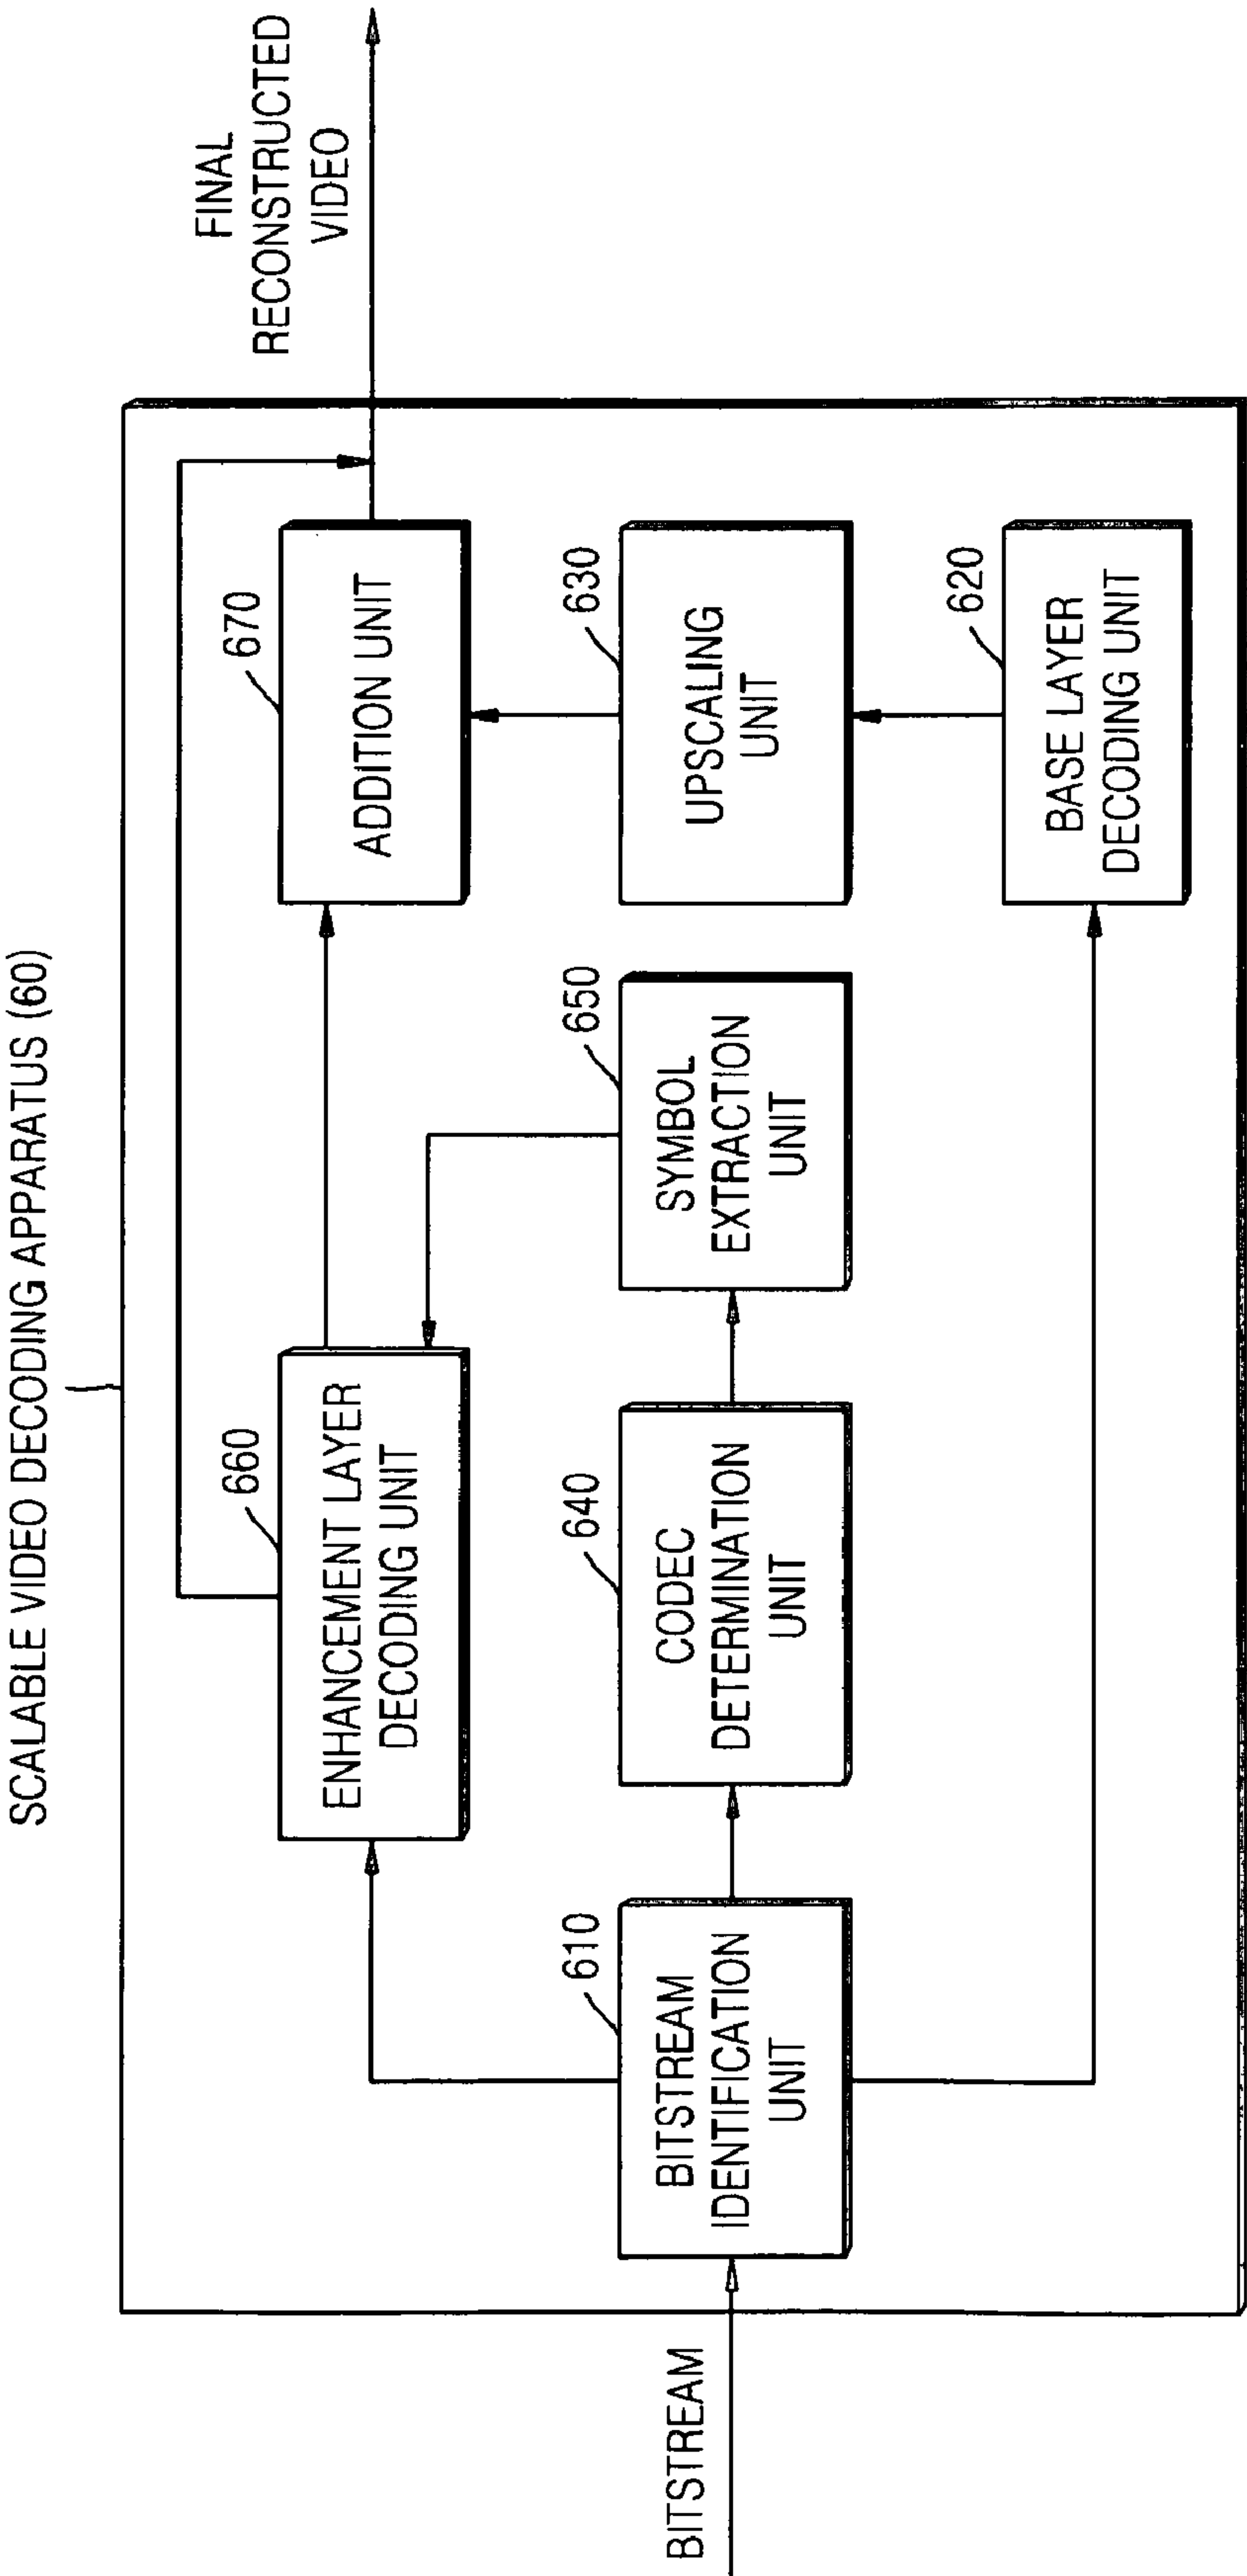 SCALABLE VIDEO DECODING APPARATUS (60)
FINAL
RECONSTRUCTED
VIDEO
660
ENHANCEMENT LAYER
DECODING UNIT
670
ADDITION UNIT
BITSTREAM
610
BITSTREAM
IDENTIFICATION
UNIT
640
CODEC
DETERMINATION
UNIT
650
SYMBOL
EXTRACTION
UNIT
630
UPSCALING
UNIT
620
BASE LAYER
DECODING UNIT